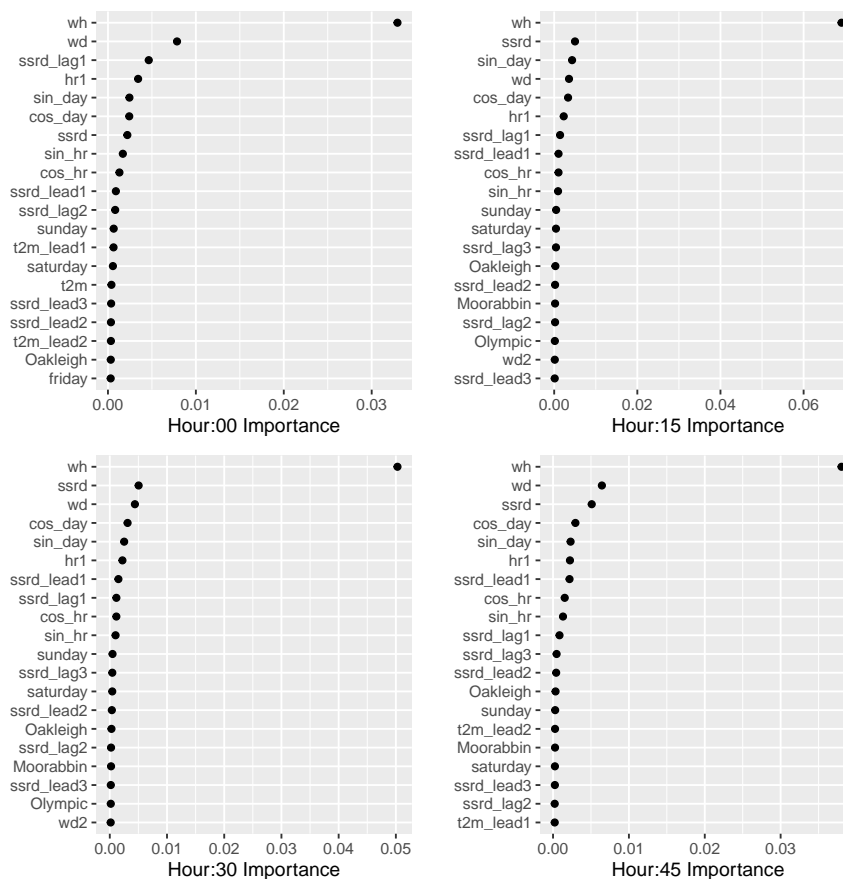 wh
wd
ssrd_lag1
hr1
sin_day
cos_day
ssrd
sin_hr
cos_hr
ssrd_lead1
ssrd_lag2
sunday
t2m_lead1
saturday
t2m
ssrd_lead3
ssrd_lead2
t2m_lead2
Oakleigh
friday
0.00 0.01 0.02 0.03
Hour:00 Importance
wh
ssrd
sin_day
wd
cos_day
hr1
ssrd_lag1
ssrd_lead1
cos_hr
sin_hr
sunday
saturday
ssrd_lag3
Oakleigh
ssrd_lead2
Moorabbin
ssrd_lag2
Olympic
wd2
ssrd_lead3
0.00 0.02 0.04 0.06
Hour:15 Importance
wh
ssrd
wd
cos_day
sin_day
hr1
ssrd_lead1
ssrd_lag1
cos_hr
sin_hr
sunday
ssrd_lag3
saturday
ssrd_lead2
Oakleigh
ssrd_lag2
Moorabbin
ssrd_lead3
Olympic
wd2
0.00 0.01 0.02 0.03 0.04 0.05
Hour:30 Importance
wh
wd
ssrd
cos_day
sin_day
hr1
ssrd_lead1
cos_hr
sin_hr
ssrd_lag1
ssrd_lag3
ssrd_lead2
Oakleigh
sunday
t2m_lead2
Moorabbin
saturday
ssrd_lead3
ssrd_lag2
t2m_lead1
0.00 0.01 0.02 0.03
Hour:45 Importance